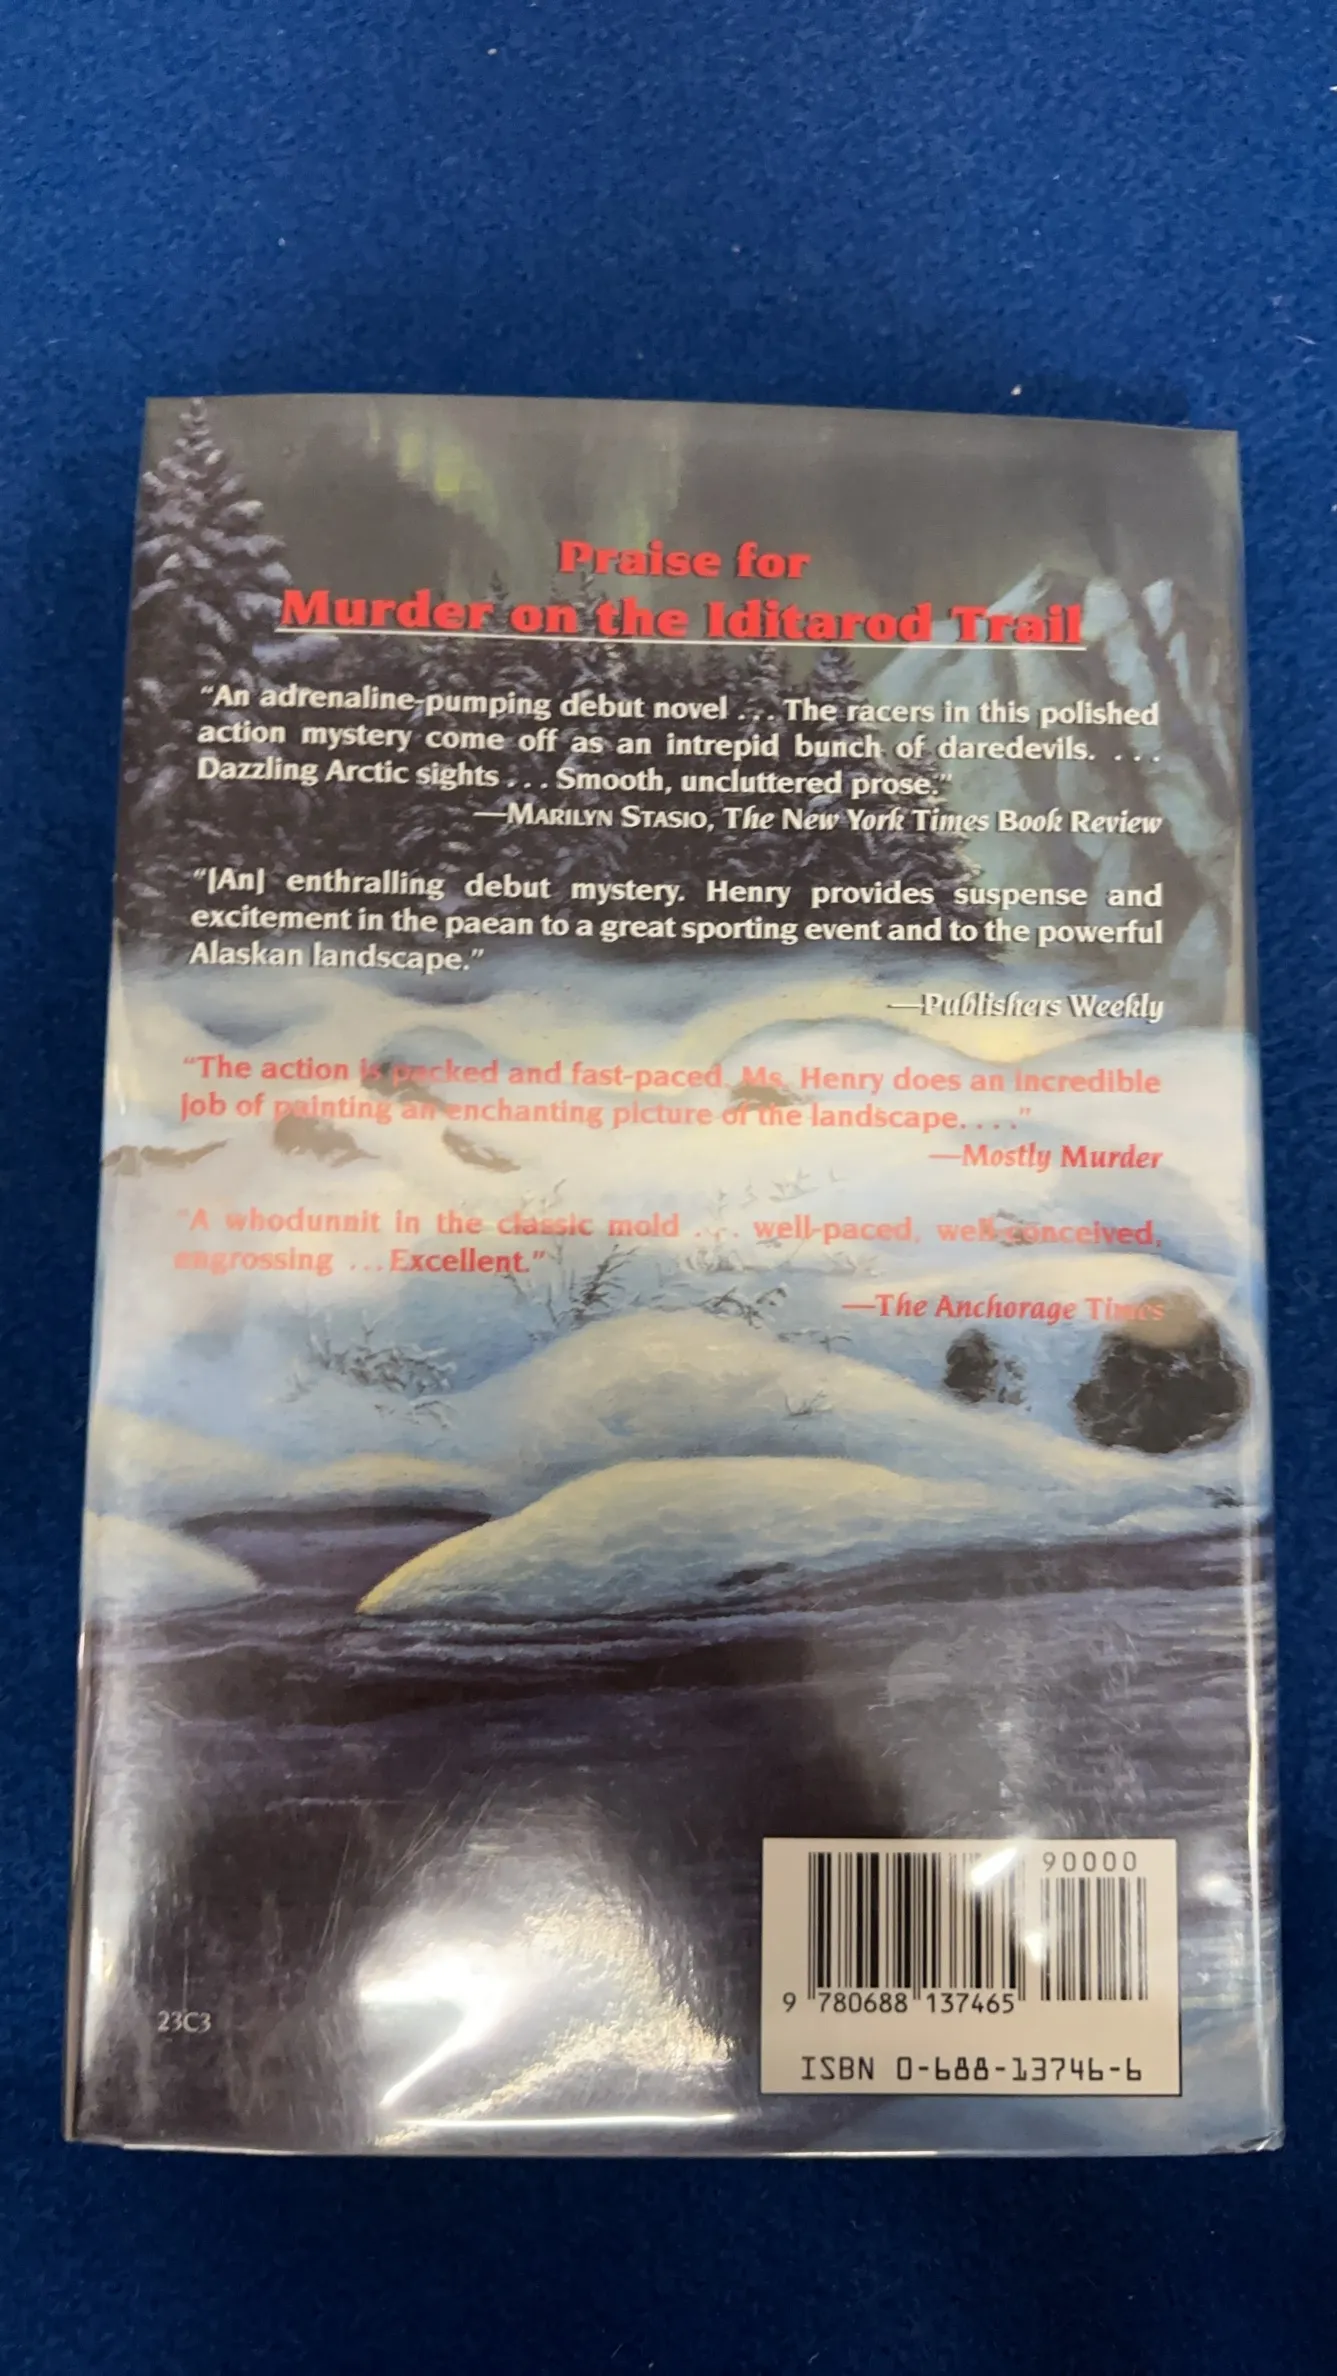 Praise for
Murder on the Iditarod Trail
“An adrenaline-pumping debut novel . . . The racers in this polished
action mystery come off as an intrepid bunch of daredevils. . . .
Dazzling Arctic sights . . . Smooth, uncluttered prose.”
—MARILYN STASIO, The New York Times Book Review
“[An] enthralling debut mystery. Henry provides suspense and
excitement in the paean to a great sporting event and to the powerful
Alaskan landscape.”
—Publishers Weekly
“The action is packed and fast-paced. Ms. Henry does an incredible
job of painting an enchanting picture of the landscape. . . .”
—Mostly Murder
“A whodunnit in the classic mold . . . well-paced, well-conceived,
engrossing . . . Excellent.”
—The Anchorage Times
90000
9 780688 137465
ISBN 0-688-13746-6
23C3